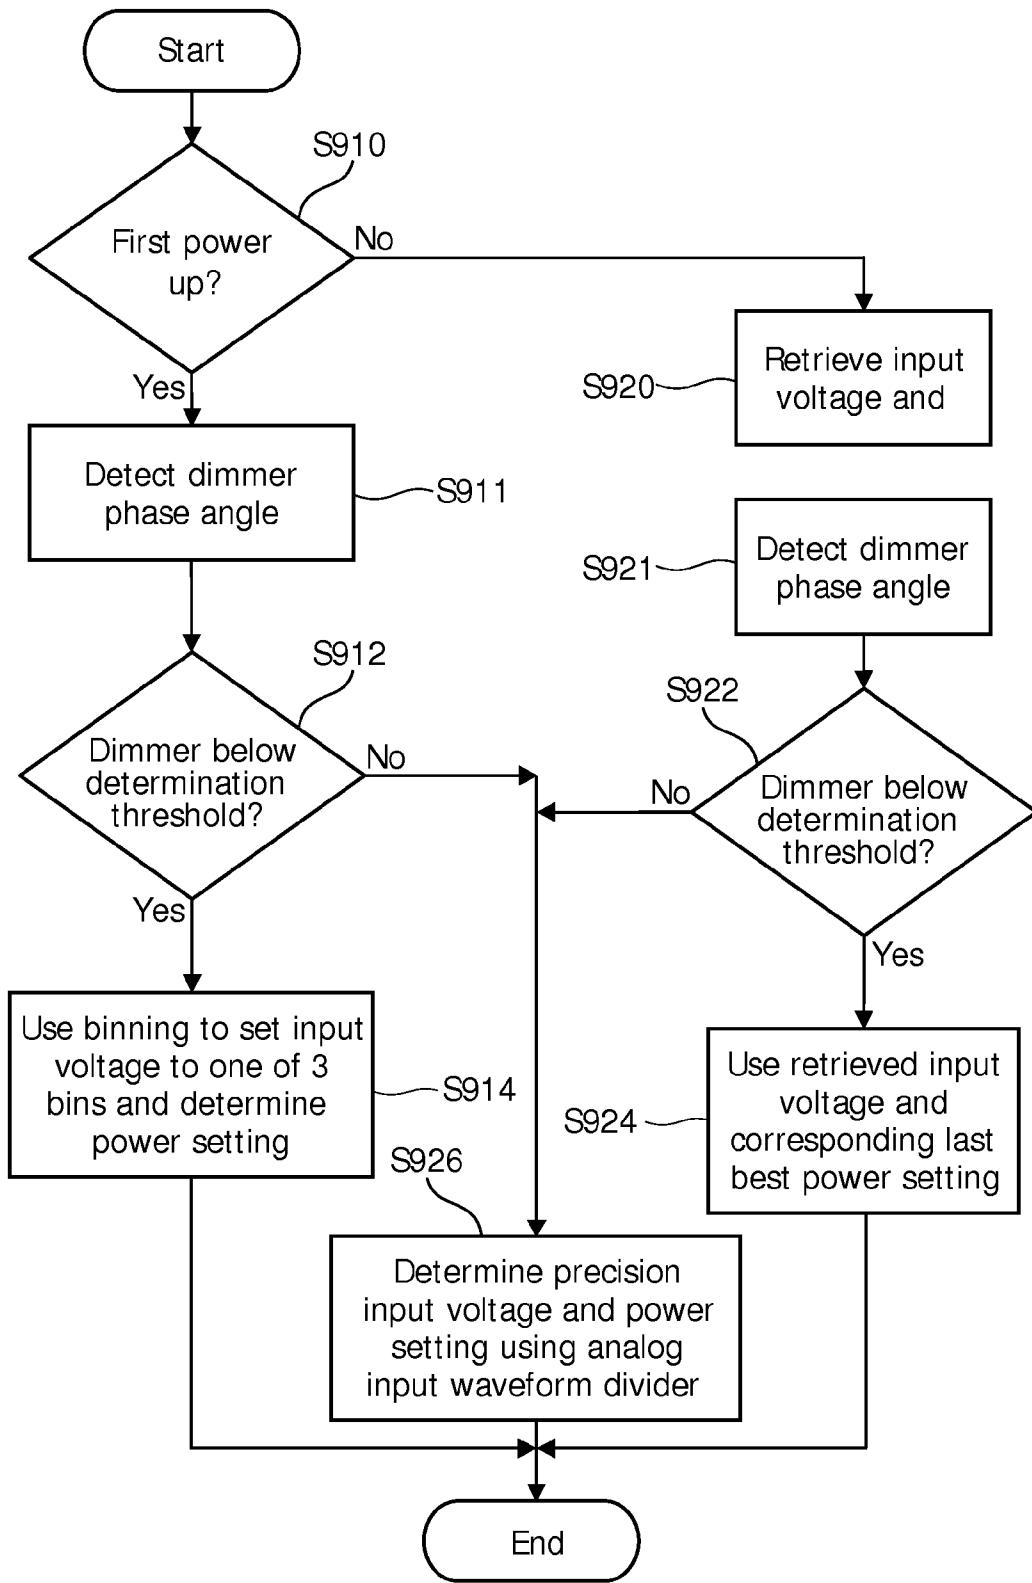 Start
S910
First power
up?
No
Yes
Retrieve input
voltage and
S920
Detect dimmer
phase angle
S911
Detect dimmer
phase angle
S921
S912
Dimmer below
determination
threshold?
No
Yes
S922
Dimmer below
determination
threshold?
No
Yes
Use binning to set input
voltage to one of 3
bins and determine
power setting
S914
Use retrieved input
voltage and
corresponding last
best power setting
S924
S926
Determine precision
input voltage and power
setting using analog
input waveform divider
End